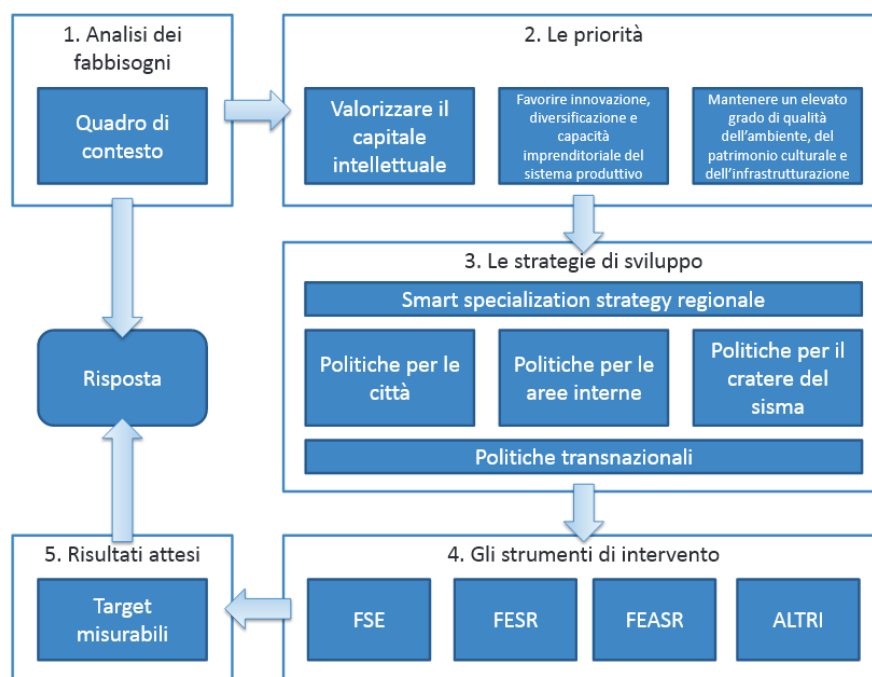 1. Analisi dei
fabbisogni
Quadro di
contesto
2. Le priorità
Valorizzare il
capitale
intellettuale
Favorire innovazione,
diversificazione e
capacità
imprenditoriale del
sistema produttivo
Mantenere un elevato
grado di qualità
dell'ambiente, del
patrimonio culturale e
dell'infrastrutturazione
3. Le strategie di sviluppo
Smart specialization strategy regionale
Politiche per le
città
Politiche per le
aree interne
Politiche per il
cratere del
sisma
Politiche transnazionali
Risposta
4. Gli strumenti di intervento
FSE
FESR
FEASR
ALTRI
5. Risultati attesi
Target
misurabili